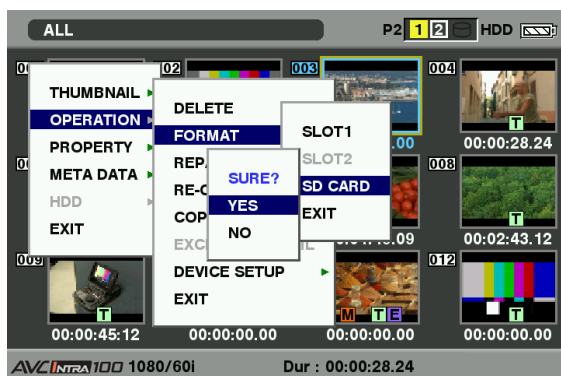 ALL P2 1 2 HDD
002 003 004
THUMBNAIL
OPERATION
PROPERTY
META DATA
HDD
EXIT
DELETE
FORMAT
DEVICE SETUP
EXIT
SLOT1
SLOT2
SD CARD
EXIT
SURE?
YES
NO
.00 00:00:28.24
008
.09 00:02:43.12
T
009 012
T M T E T
00:00:45:12 00:00:00.00 00:00:00.00 00:00:00.00
AVC INTRA 100 1080/60i Dur : 00:00:28.24